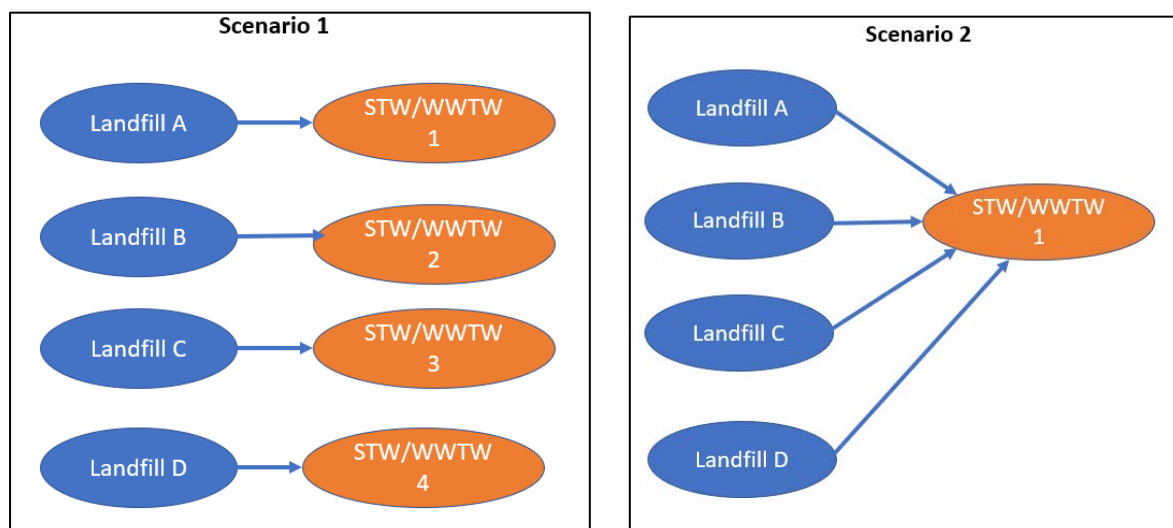 Scenario 1
Landfill A
STW/WWTW
1
Landfill B
STW/WWTW
2
Landfill C
STW/WWTW
3
Landfill D
STW/WWTW
4
Scenario 2
Landfill A
Landfill B
STW/WWTW
1
Landfill C
Landfill D